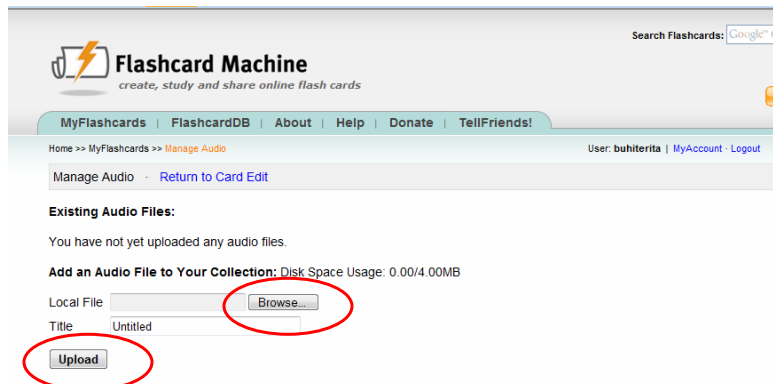 Search Flashcards: Google™
Flashcard Machine
create, study and share online flash cards
MyFlashcards | FlashcardDB | About | Help | Donate | TellFriends!
Home >> MyFlashcards >> Manage Audio User: buhiterita | MyAccount · Logout
Manage Audio · Return to Card Edit
Existing Audio Files:
You have not yet uploaded any audio files.
Add an Audio File to Your Collection: Disk Space Usage: 0.00/4.00MB
Local File Browse...
Title Untitled
Upload